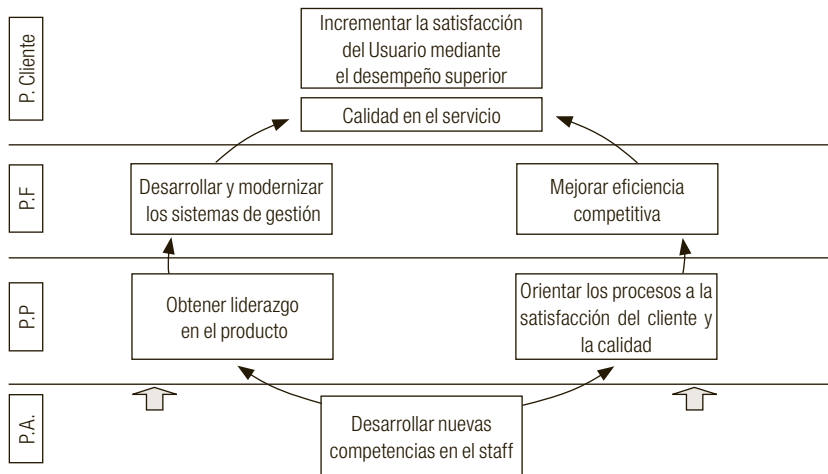 P. Cliente
Incrementar la satisfacción
del Usuario mediante
el desempeño superior
Calidad en el servicio
P.F
Desarrollar y modernizar
los sistemas de gestión
Mejorar eficiencia
competitiva
P.P
Obtener liderazgo
en el producto
Orientar los procesos a la
satisfacción del cliente y
la calidad
P.A.
Desarrollar nuevas
competencias en el staff